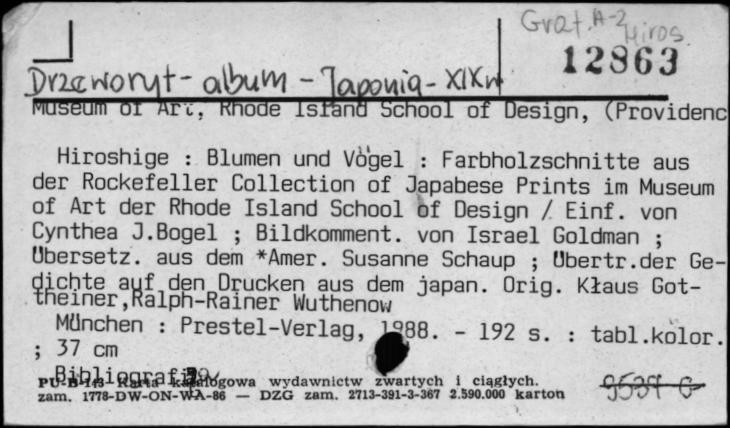 Graf. A-2
Hiros.
12863
Drzeworyt - album - Japonia - XIXw
Museum of Art, Rhode Island School of Design, (Providenc
Hiroshige : Blumen und Vögel : Farbholzschnitte aus
der Rockefeller Collection of Japabese Prints im Museum
of Art der Rhode Island School of Design / Einf. von
Cynthea J.Bogel ; Bildkomment. von Israel Goldman ;
Übersetz. aus dem *Amer. Susanne Schaup ; Übertr.der Ge-
dichte auf den Drucken aus dem japan. Orig. Kłaus Got-
theiner,Ralph-Rainer Wuthenow
München : Prestel-Verlag, 1988. - 192 s. : tabl.kolor.
; 37 cm
Bibliografia
PU-B-143 Karta katalogowa wydawnictw zwartych i ciągłych.
zam. 1778-DW-ON-WA-86 — DZG zam. 2713-391-3-367 2.590.000 karton